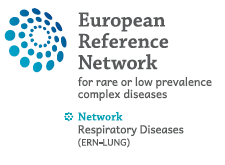 European
Reference
Network
for rare or low prevalence
complex diseases
Network
Respiratory Diseases
(ERN-LUNG)